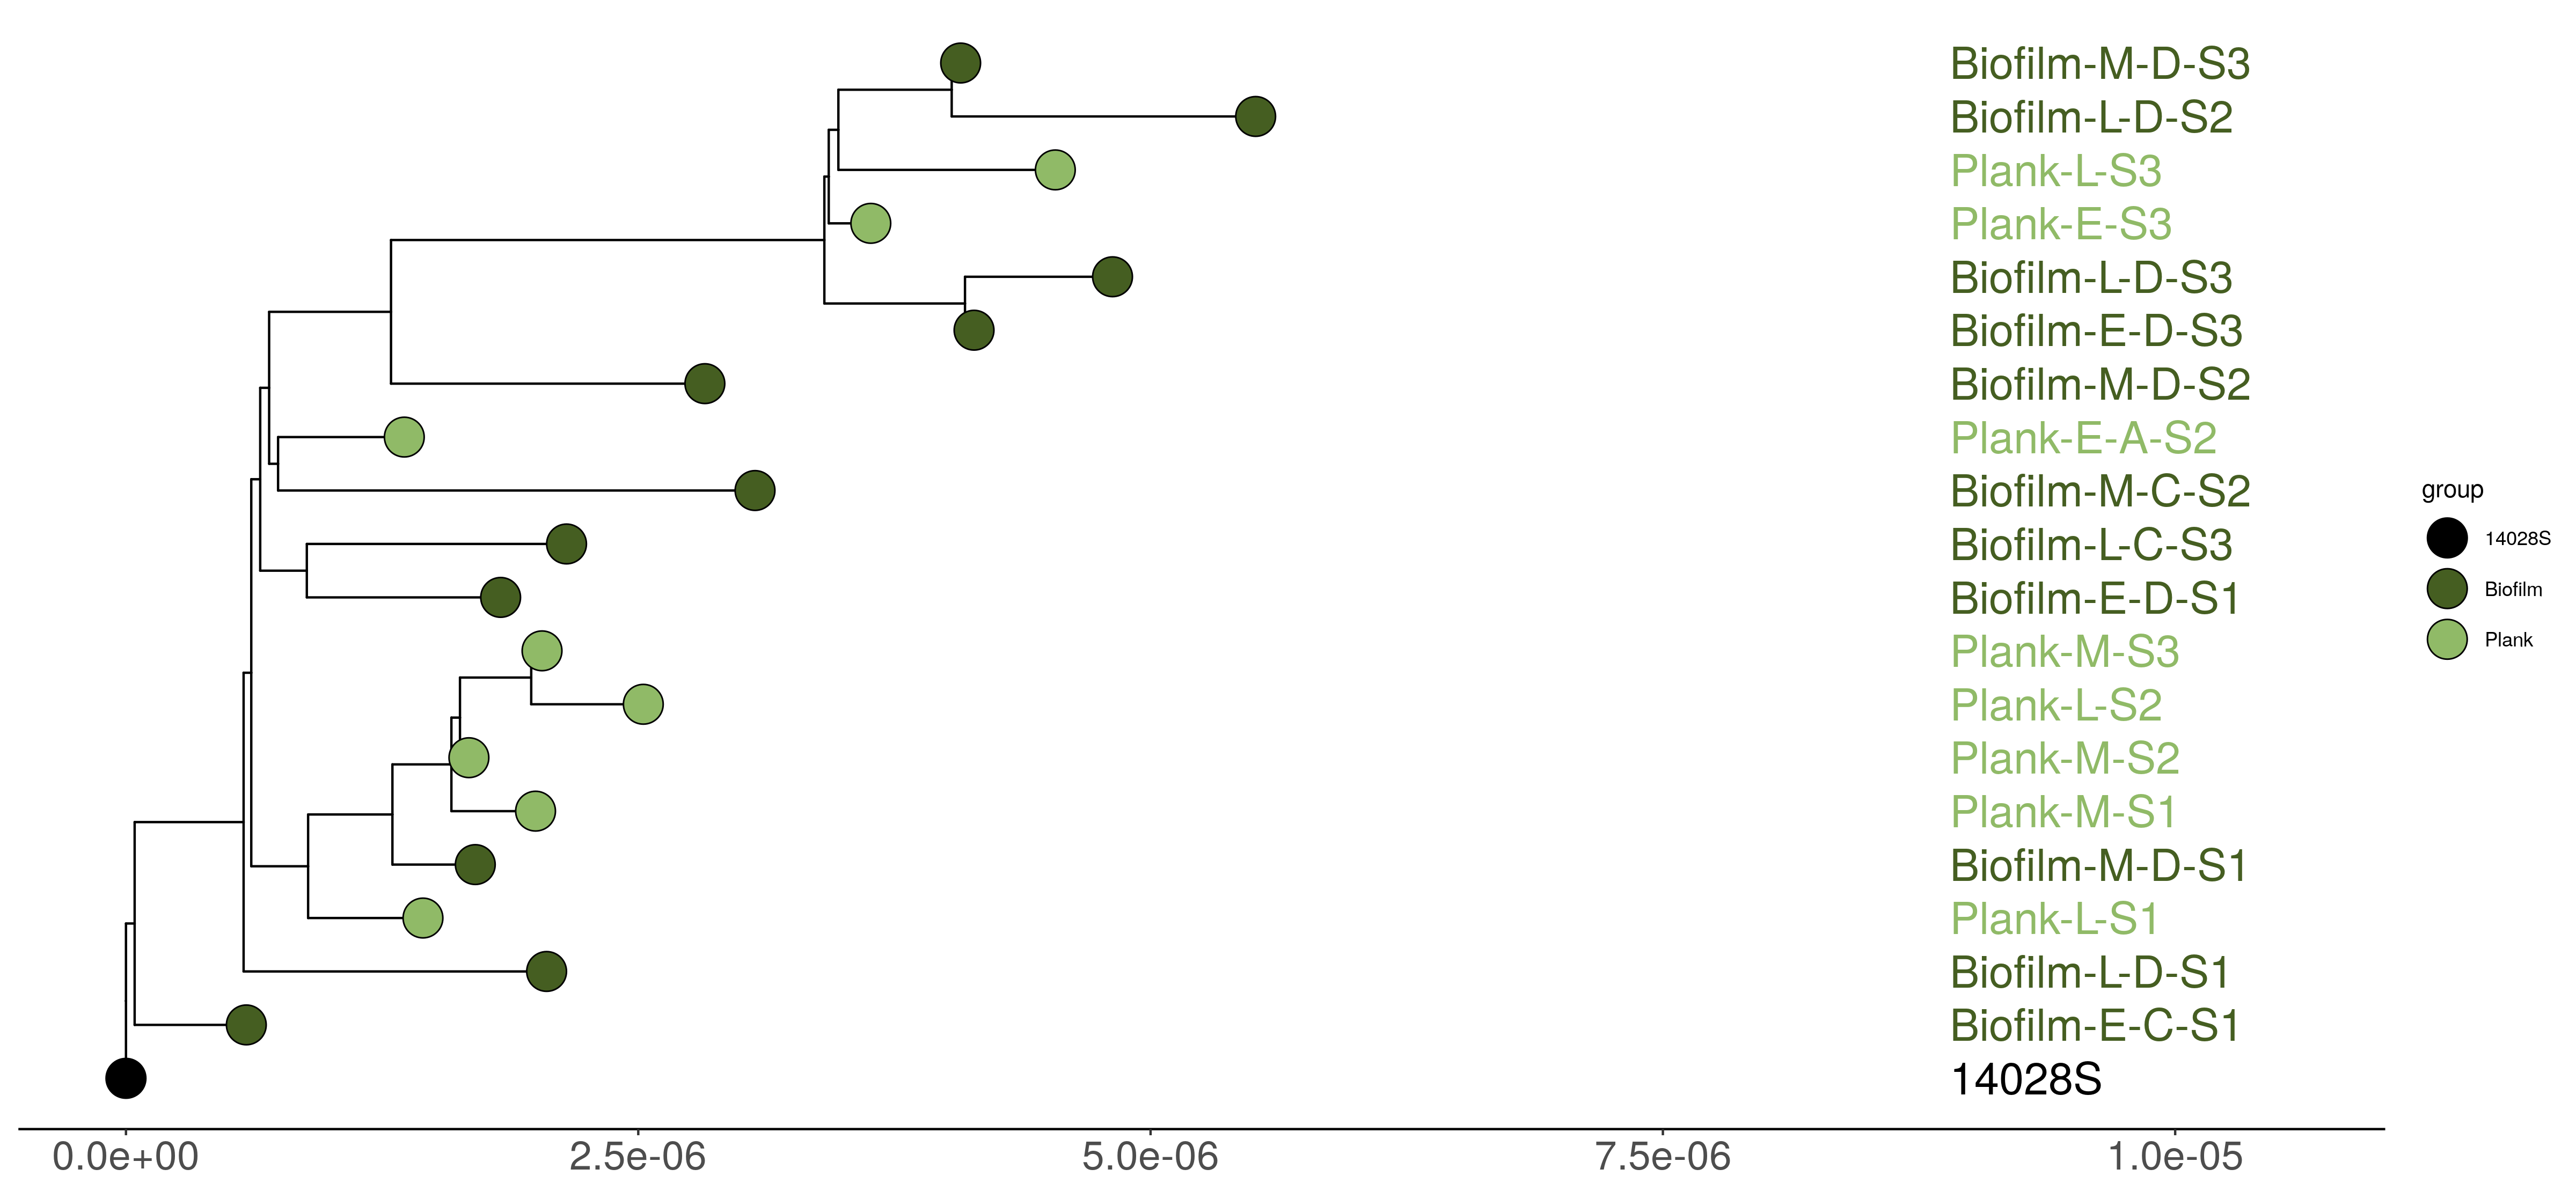 Biofilm-M-D-S3
Biofilm-L-D-S2
Plank-L-S3
Plank-E-S3
Biofilm-L-D-S3
Biofilm-E-D-S3
Biofilm-M-D-S2
Plank-E-A-S2
Biofilm-M-C-S2
Biofilm-L-C-S3
Biofilm-E-D-S1
Plank-M-S3
Plank-L-S2
Plank-M-S2
Plank-M-S1
Biofilm-M-D-S1
Plank-L-S1
Biofilm-L-D-S1
Biofilm-E-C-S1
14028S
group
14028S
Biofilm
Plank
0.0e+00 2.5e-06 5.0e-06 7.5e-06 1.0e-05